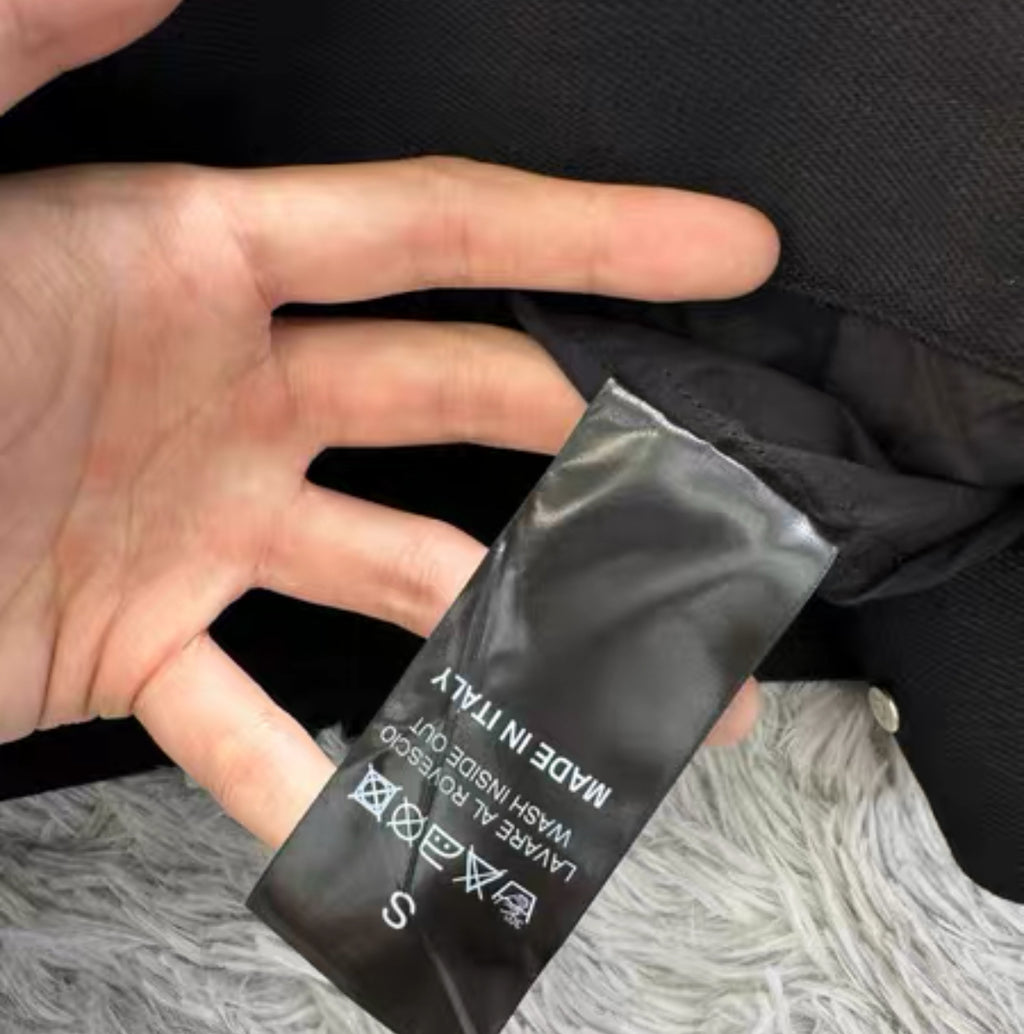 S
LAVARE AL ROVESCIO
WASH INSIDE OUT
MADE IN ITALY